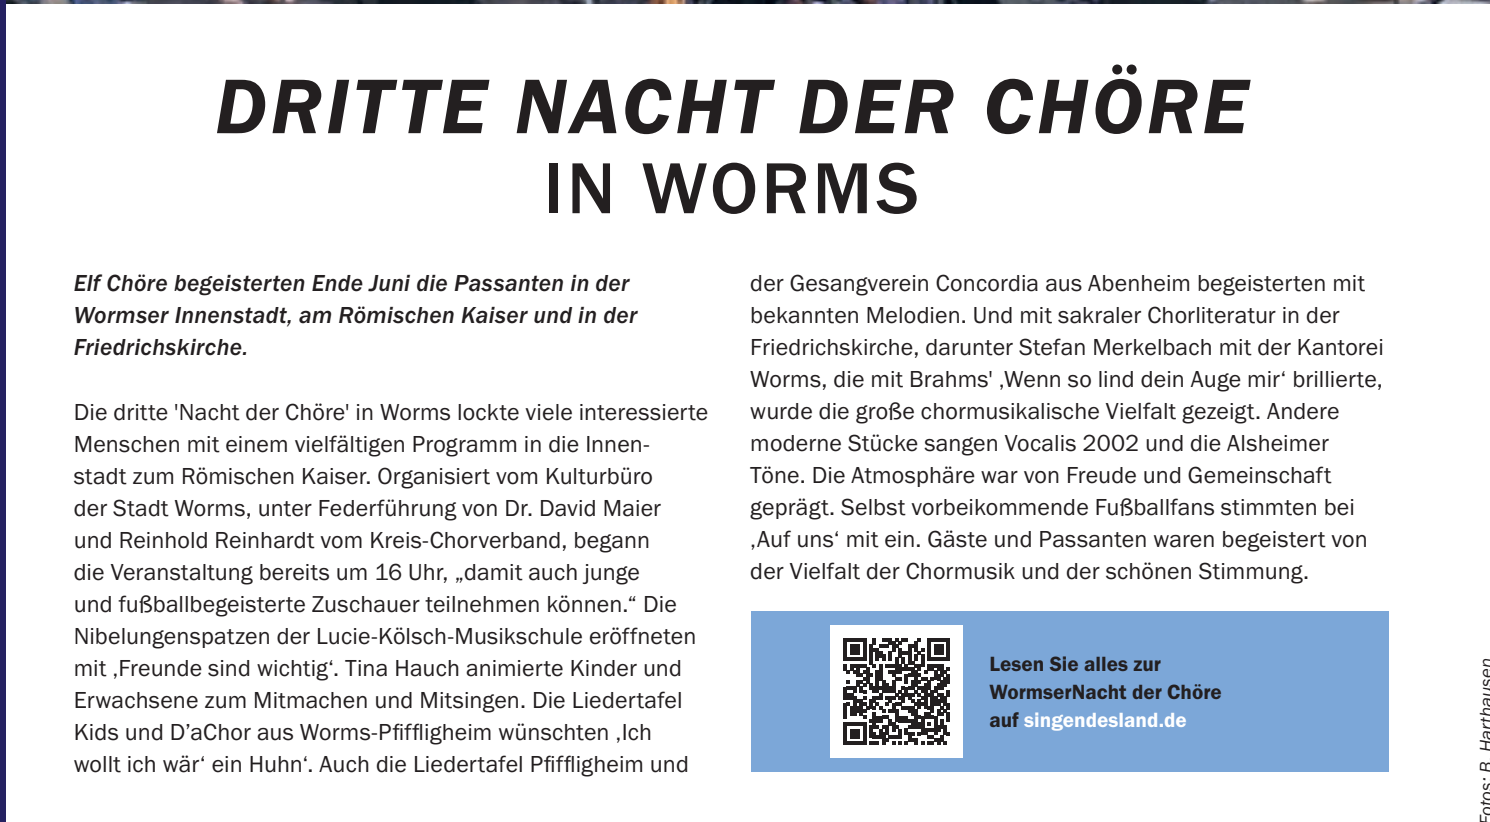 DRITTE NACHT DER CHÖRE
IN WORMS
Elf Chöre begeisterten Ende Juni die Passanten in der
Wormser Innenstadt, am Römischen Kaiser und in der
Friedrichskirche.
Die dritte 'Nacht der Chöre' in Worms lockte viele interessierte
Menschen mit einem vielfältigen Programm in die Innen-
stadt zum Römischen Kaiser. Organisiert vom Kulturbüro
der Stadt Worms, unter Federführung von Dr. David Maier
und Reinhold Reinhardt vom Kreis-Chorverband, begann
die Veranstaltung bereits um 16 Uhr, „damit auch junge
und fußballbegeisterte Zuschauer teilnehmen können.“ Die
Nibelungenspatzen der Lucie-Kölsch-Musikschule eröffneten
mit ‚Freunde sind wichtig‘. Tina Hauch animierte Kinder und
Erwachsene zum Mitmachen und Mitsingen. Die Liedertafel
Kids und D’aChor aus Worms-Pfiffligheim wünschten ‚Ich
wollt ich wär‘ ein Huhn‘. Auch die Liedertafel Pfiffligheim und
der Gesangverein Concordia aus Abenheim begeisterten mit
bekannten Melodien. Und mit sakraler Chorliteratur in der
Friedrichskirche, darunter Stefan Merkelbach mit der Kantorei
Worms, die mit Brahms' ‚Wenn so lind dein Auge mir‘ brillierte,
wurde die große chormusikalische Vielfalt gezeigt. Andere
moderne Stücke sangen Vocalis 2002 und die Alsheimer
Töne. Die Atmosphäre war von Freude und Gemeinschaft
geprägt. Selbst vorbeikommende Fußballfans stimmten bei
‚Auf uns‘ mit ein. Gäste und Passanten waren begeistert von
der Vielfalt der Chormusik und der schönen Stimmung.
Lesen Sie alles zur
WormserNacht der Chöre
auf singendesland.de
Fotos: B. Harthausen